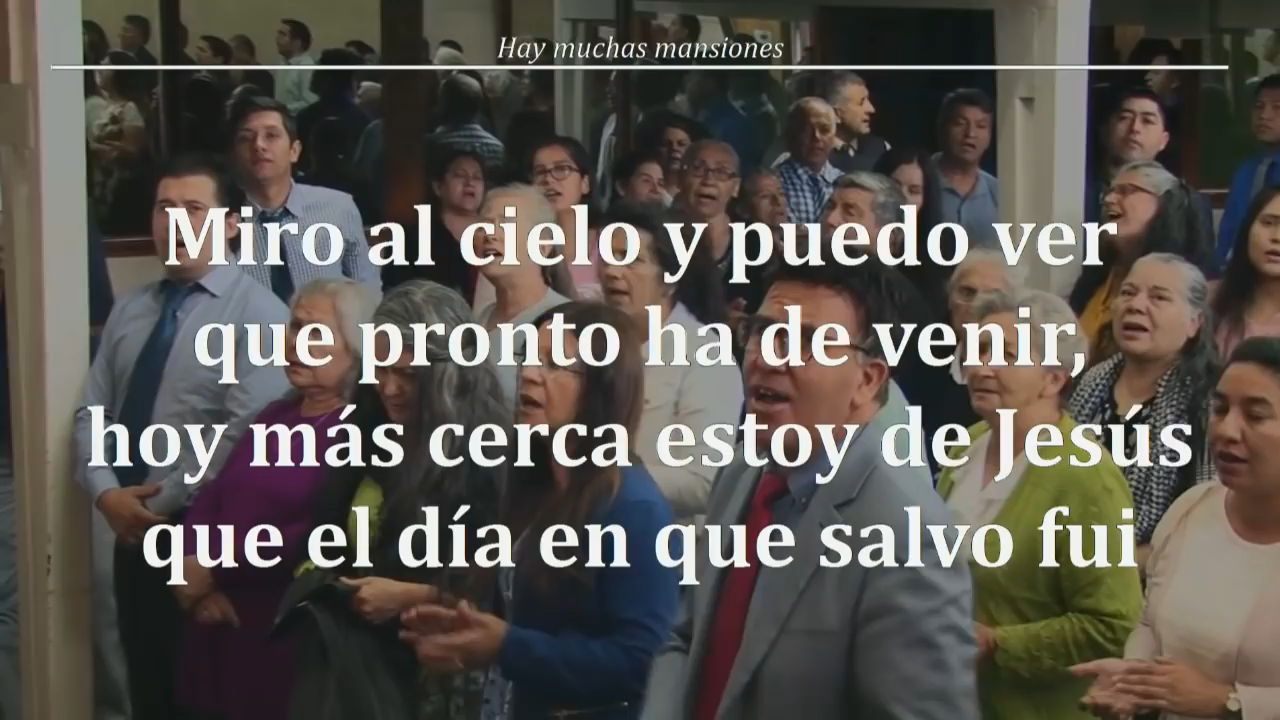 Hay muchas mansiones
Miro al cielo y puedo ver
que pronto ha de venir,
hoy más cerca estoy de Jesús
que el día en que salvo fui